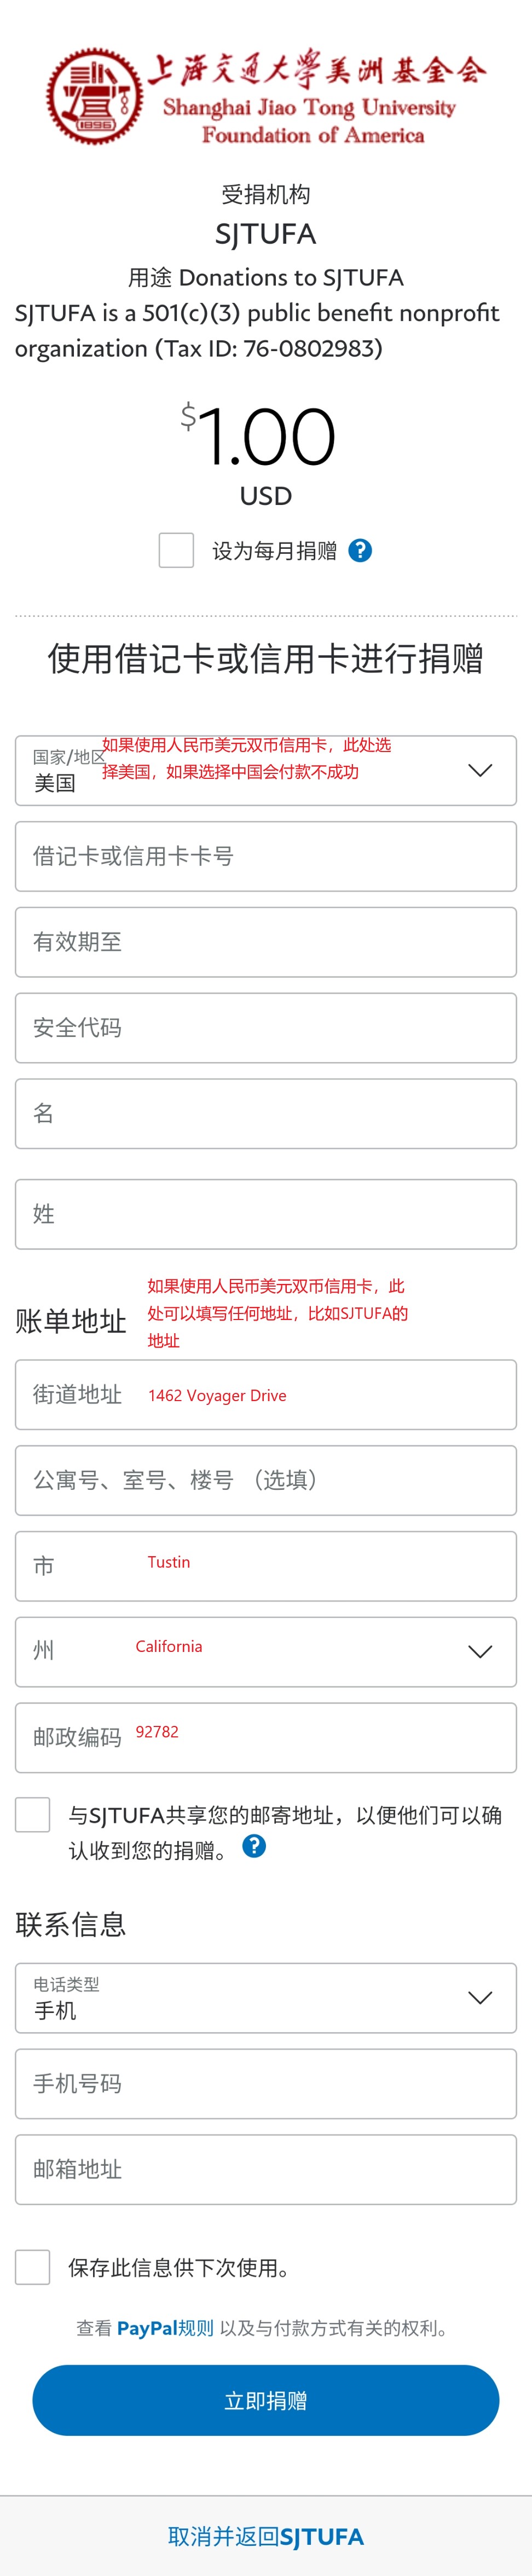 上海交通大学美洲基金会
Shanghai Jiao Tong University
Foundation of America
1896
受捐机构
SJTUFA
用途 Donations to SJTUFA
SJTUFA is a 501(c)(3) public benefit nonprofit
organization (Tax ID: 76-0802983)
$1.00
USD
设为每月捐赠 ?
使用借记卡或信用卡进行捐赠
国家/地区
美国
如果使用人民币美元双币信用卡，此处选
择美国，如果选择中国会付款不成功
借记卡或信用卡卡号
有效期至
安全代码
名
姓
账单地址
如果使用人民币美元双币信用卡，此
处可以填写任何地址，比如SJTUFA的
地址
街道地址 1462 Voyager Drive
公寓号、室号、楼号 （选填）
市 Tustin
州 California
邮政编码 92782
与SJTUFA共享您的邮寄地址，以便他们可以确
认收到您的捐赠。 ?
联系信息
电话类型
手机
手机号码
邮箱地址
保存此信息供下次使用。
查看 PayPal规则 以及与付款方式有关的权利。
立即捐赠
取消并返回SJTUFA